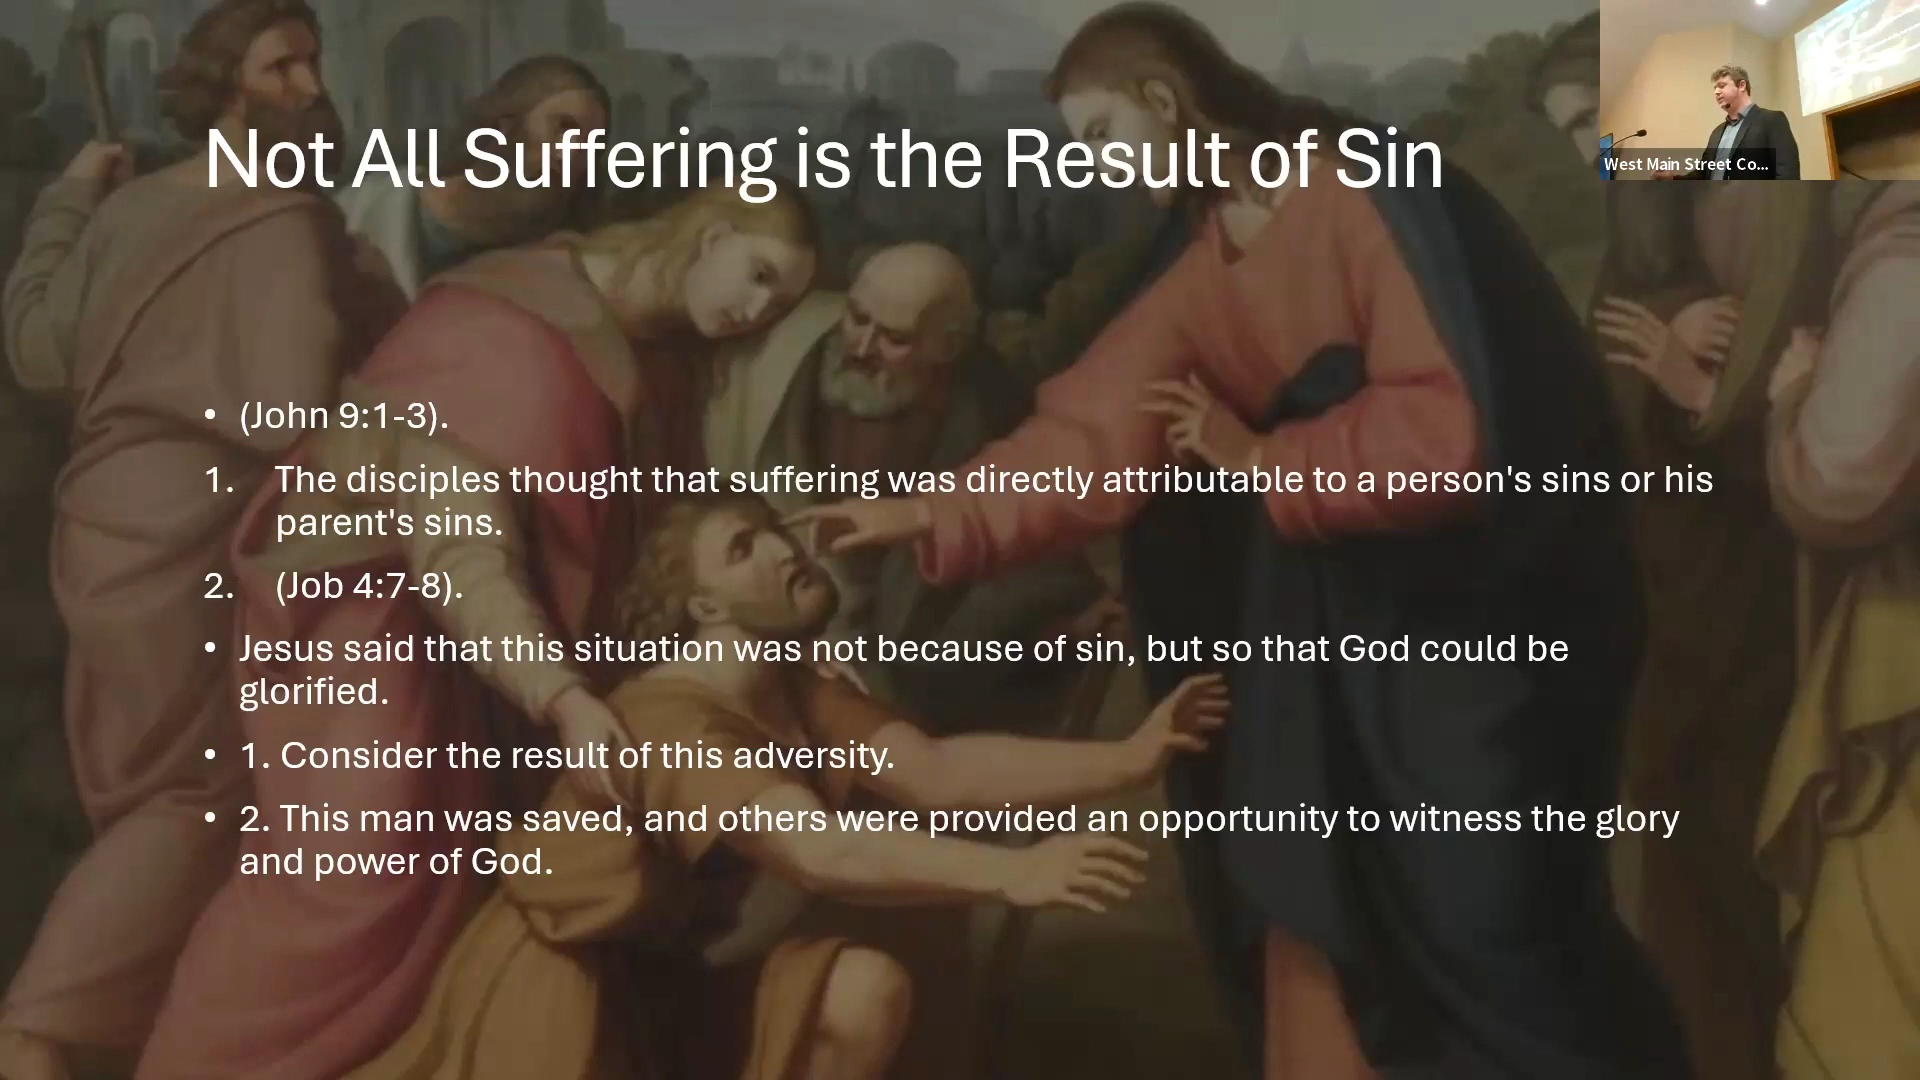 Not All Suffering is the Result of Sin
West Main Street Co...
• (John 9:1-3).
1. The disciples thought that suffering was directly attributable to a person's sins or his
parent's sins.
2. (Job 4:7-8).
• Jesus said that this situation was not because of sin, but so that God could be
glorified.
• 1. Consider the result of this adversity.
• 2. This man was saved, and others were provided an opportunity to witness the glory
and power of God.